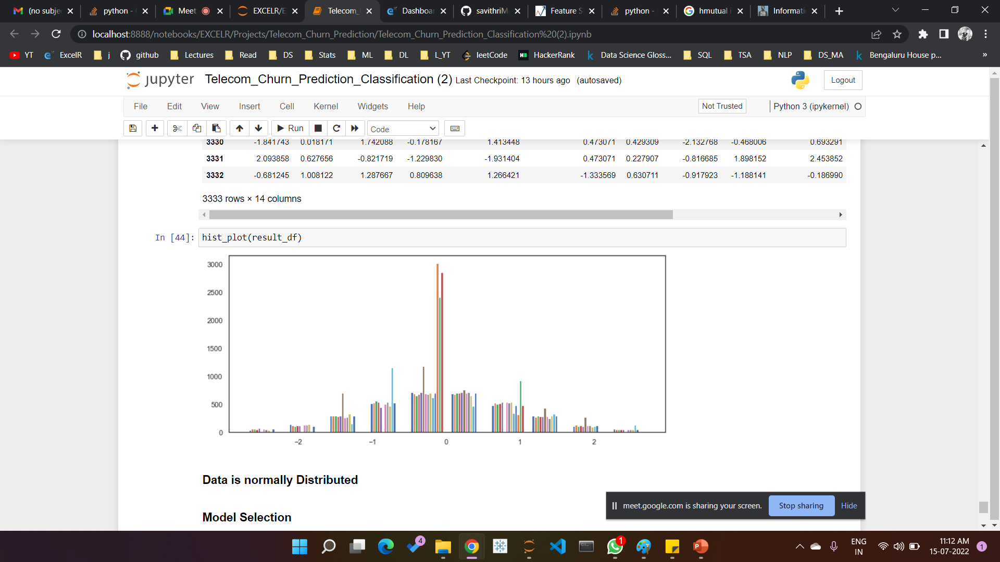 (no subje
python -
Meet
EXCELR/E
Telecom_
Dashboar
savithriM
Feature S
python -
hmutual i
Informati
localhost:8888/notebooks/EXCELR/Projects/Telecom_Churn_Prediction/Telecom_Churn_Prediction_Classification%20(2).ipynb
YT ExcelR j github Lectures Read DS Stats ML DL L_YT leetCode HackerRank Data Science Gloss... SQL TSA NLP DS_MA Bengaluru House p... »
jupyter Telecom_Churn_Prediction_Classification (2) Last Checkpoint: 13 hours ago (autosaved) Logout
File Edit View Insert Cell Kernel Widgets Help Not Trusted Python 3 (ipykernel)
Run Code
3330 -1.841743 0.018171 1.742088 -0.178167 1.413448 0.473071 0.429309 -2.132768 -0.468006 0.693291
3331 2.093858 0.627656 -0.821719 -1.229830 -1.931404 0.473071 0.227907 -0.816685 1.898152 2.453852
3332 -0.681245 1.008122 1.287667 0.809638 1.266421 -1.333569 0.630711 -0.917923 -1.188141 -0.186990
3333 rows × 14 columns
In [44]: hist_plot(result_df)
3000
2500
2000
1500
1000
500
0
−2 −1 0 1 2
Data is normally Distributed
Model Selection
meet.google.com is sharing your screen. Stop sharing Hide
4
1
ENG
IN
11:12 AM
15-07-2022
1